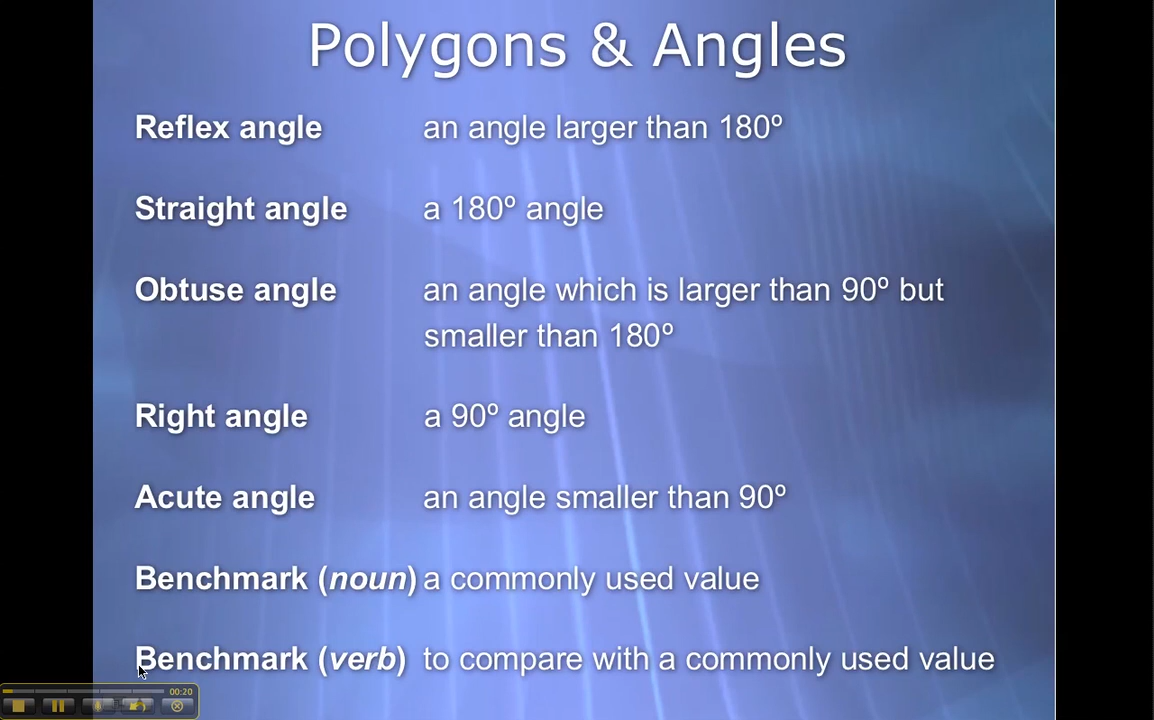 Polygons & Angles
Reflex angle an angle larger than 180º
Straight angle a 180º angle
Obtuse angle an angle which is larger than 90º but
smaller than 180º
Right angle a 90º angle
Acute angle an angle smaller than 90º
Benchmark (noun) a commonly used value
Benchmark (verb) to compare with a commonly used value
00:20